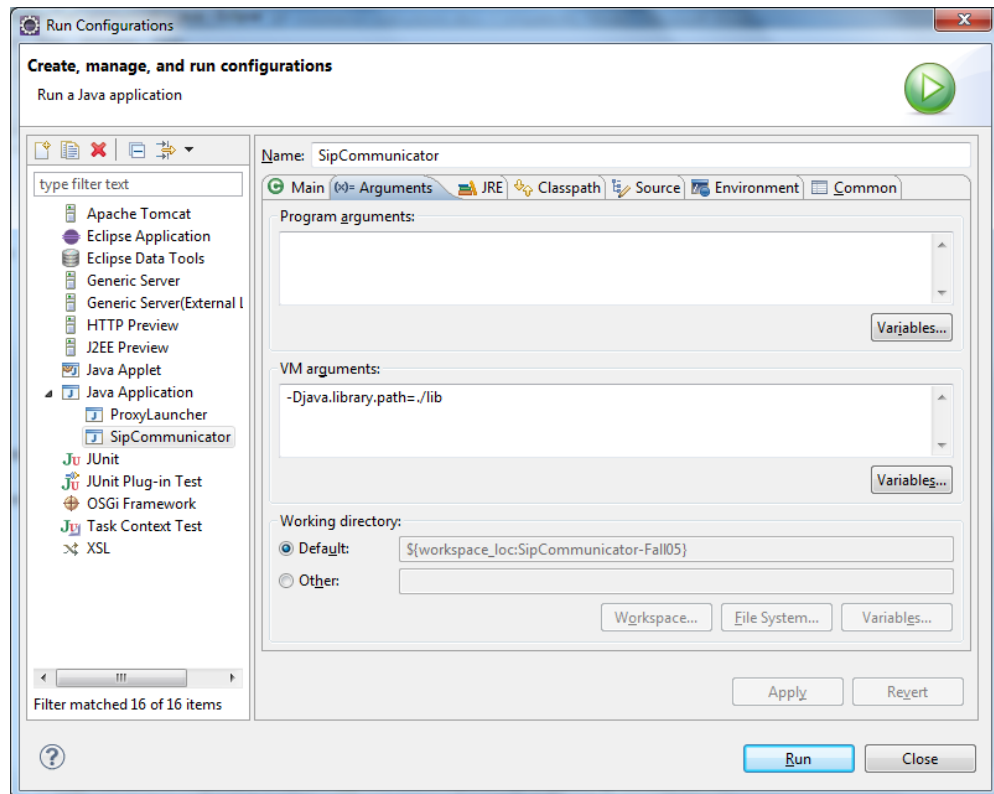 Run Configurations
Create, manage, and run configurations
Run a Java application
type filter text
Apache Tomcat
Eclipse Application
Eclipse Data Tools
Generic Server
Generic Server(External L
HTTP Preview
J2EE Preview
Java Applet
Java Application
ProxyLauncher
SipCommunicator
JUnit
JUnit Plug-in Test
OSGi Framework
Task Context Test
XSL
Filter matched 16 of 16 items
Name: SipCommunicator
Main (x)= Arguments JRE Classpath Source Environment Common
Program arguments:
Variables...
VM arguments:
-Djava.library.path=./lib
Variables...
Working directory:
Default: ${workspace_loc:SipCommunicator-Fall05}
Other:
Workspace... File System... Variables...
Apply Revert
Run Close